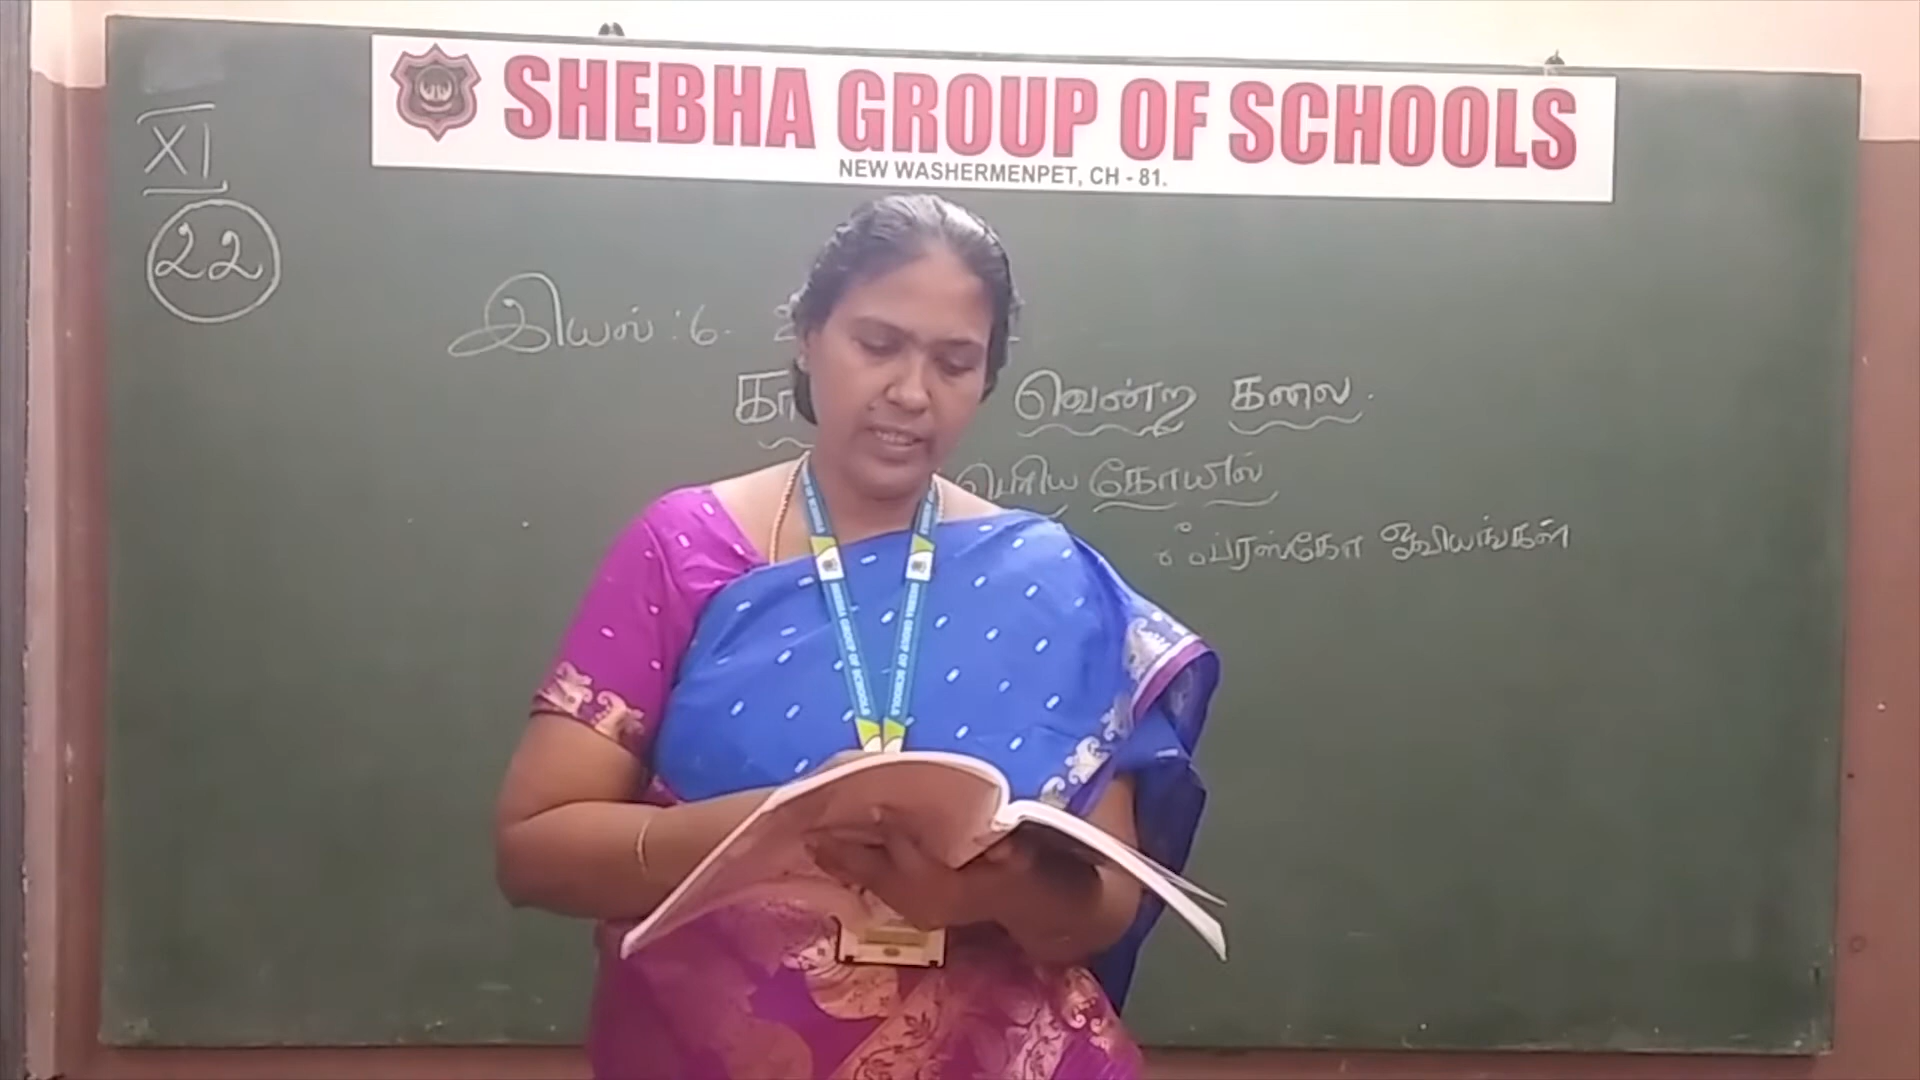 SHEBHA GROUP OF SCHOOLS
NEW WASHERMENPET, CH - 81.
XI
22
இயல் : 6.
வென்ற கலை.
பெரிய கோயில்
ஃப்ரஸ்கோ ஓவியங்கள்